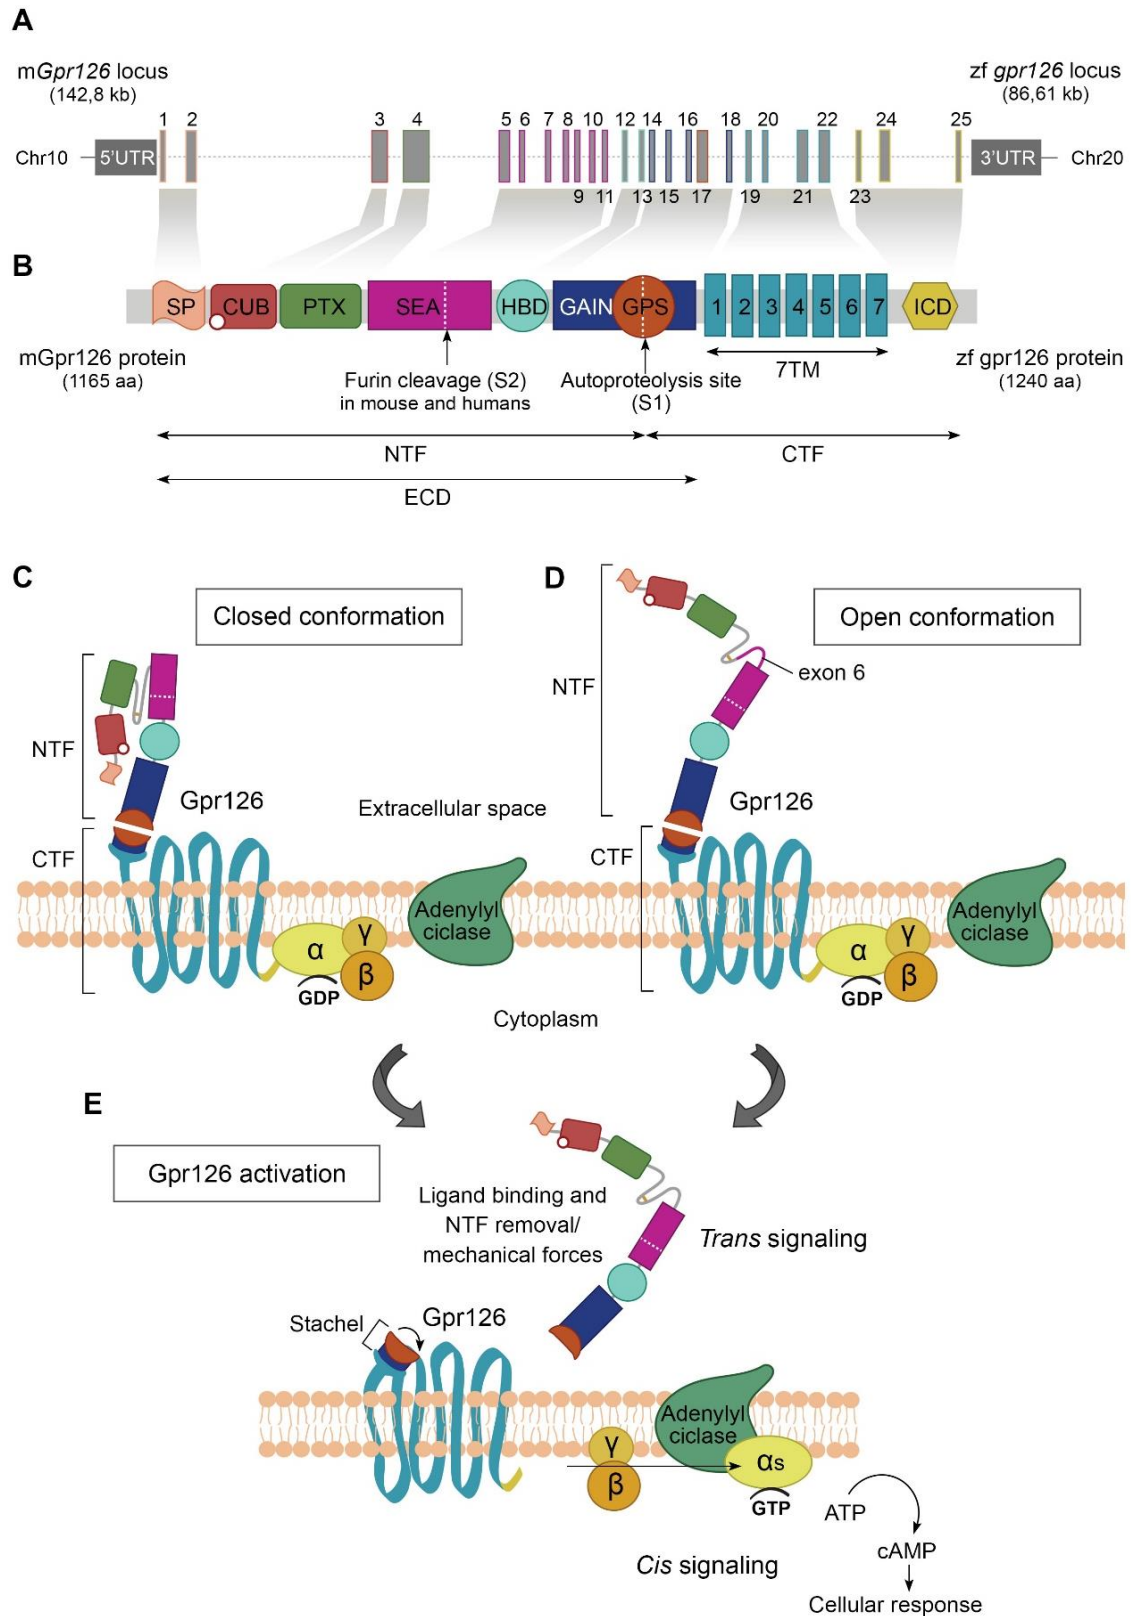 A
mGpr126 locus
(142,8 kb)
zf gpr126 locus
(86,61 kb)
1 2 3 4 5 6 7 8 10 12 14 16 18 20 22 24 25
Chr10 5'UTR 3'UTR Chr20
9 11 13 15 17 19 21 23
B
SP CUB PTX SEA HBD GAIN GPS 1 2 3 4 5 6 7 ICD
mGpr126 protein
(1165 aa)
Furin cleavage (S2)
in mouse and humans
Autoproteolysis site
(S1)
7TM
zf gpr126 protein
(1240 aa)
NTF CTF
ECD
C
Closed conformation
NTF
Gpr126
CTF
Extracellular space
Adenylyl
ciclase
α γ β
GDP
Cytoplasm
D
Open conformation
NTF
exon 6
Gpr126
CTF
Adenylyl
ciclase
α γ β
GDP
E
Gpr126 activation
Ligand binding and
NTF removal/
mechanical forces
Trans signaling
Stachel
Gpr126
Adenylyl
ciclase
γ β
αs
GTP
ATP
cAMP
Cis signaling
Cellular response